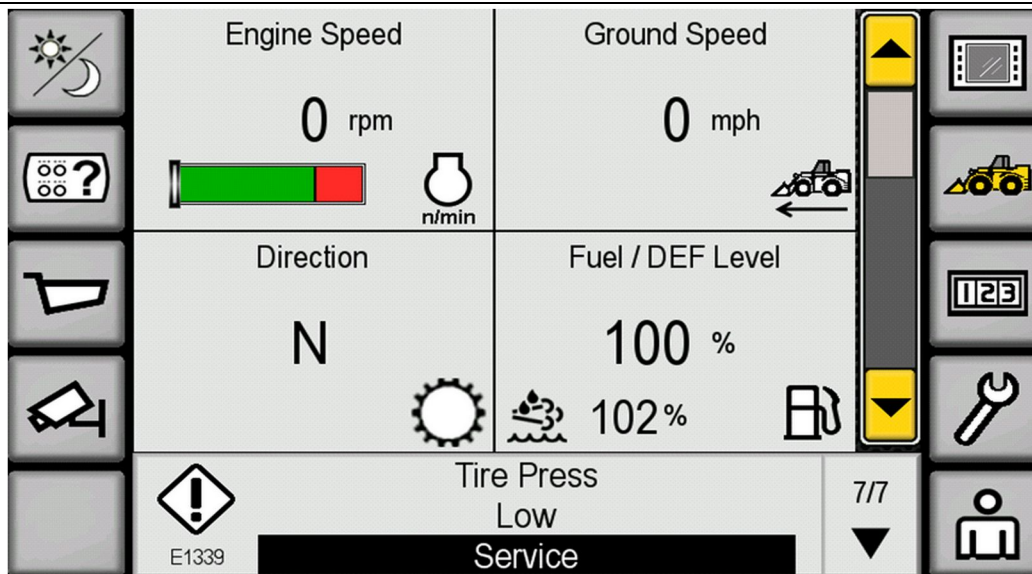 Engine Speed
0 rpm
n/min
Ground Speed
0 mph
?
Direction
N
Fuel / DEF Level
100 %
102 %
123
Tire Press
Low
Service
E1339
7/7